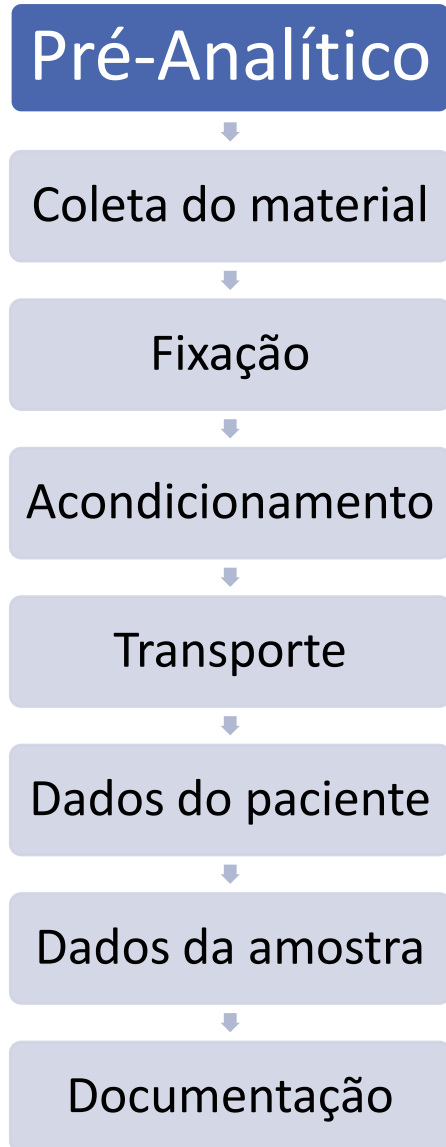 Pré-Analítico
Coleta do material
Fixação
Acondicionamento
Transporte
Dados do paciente
Dados da amostra
Documentação